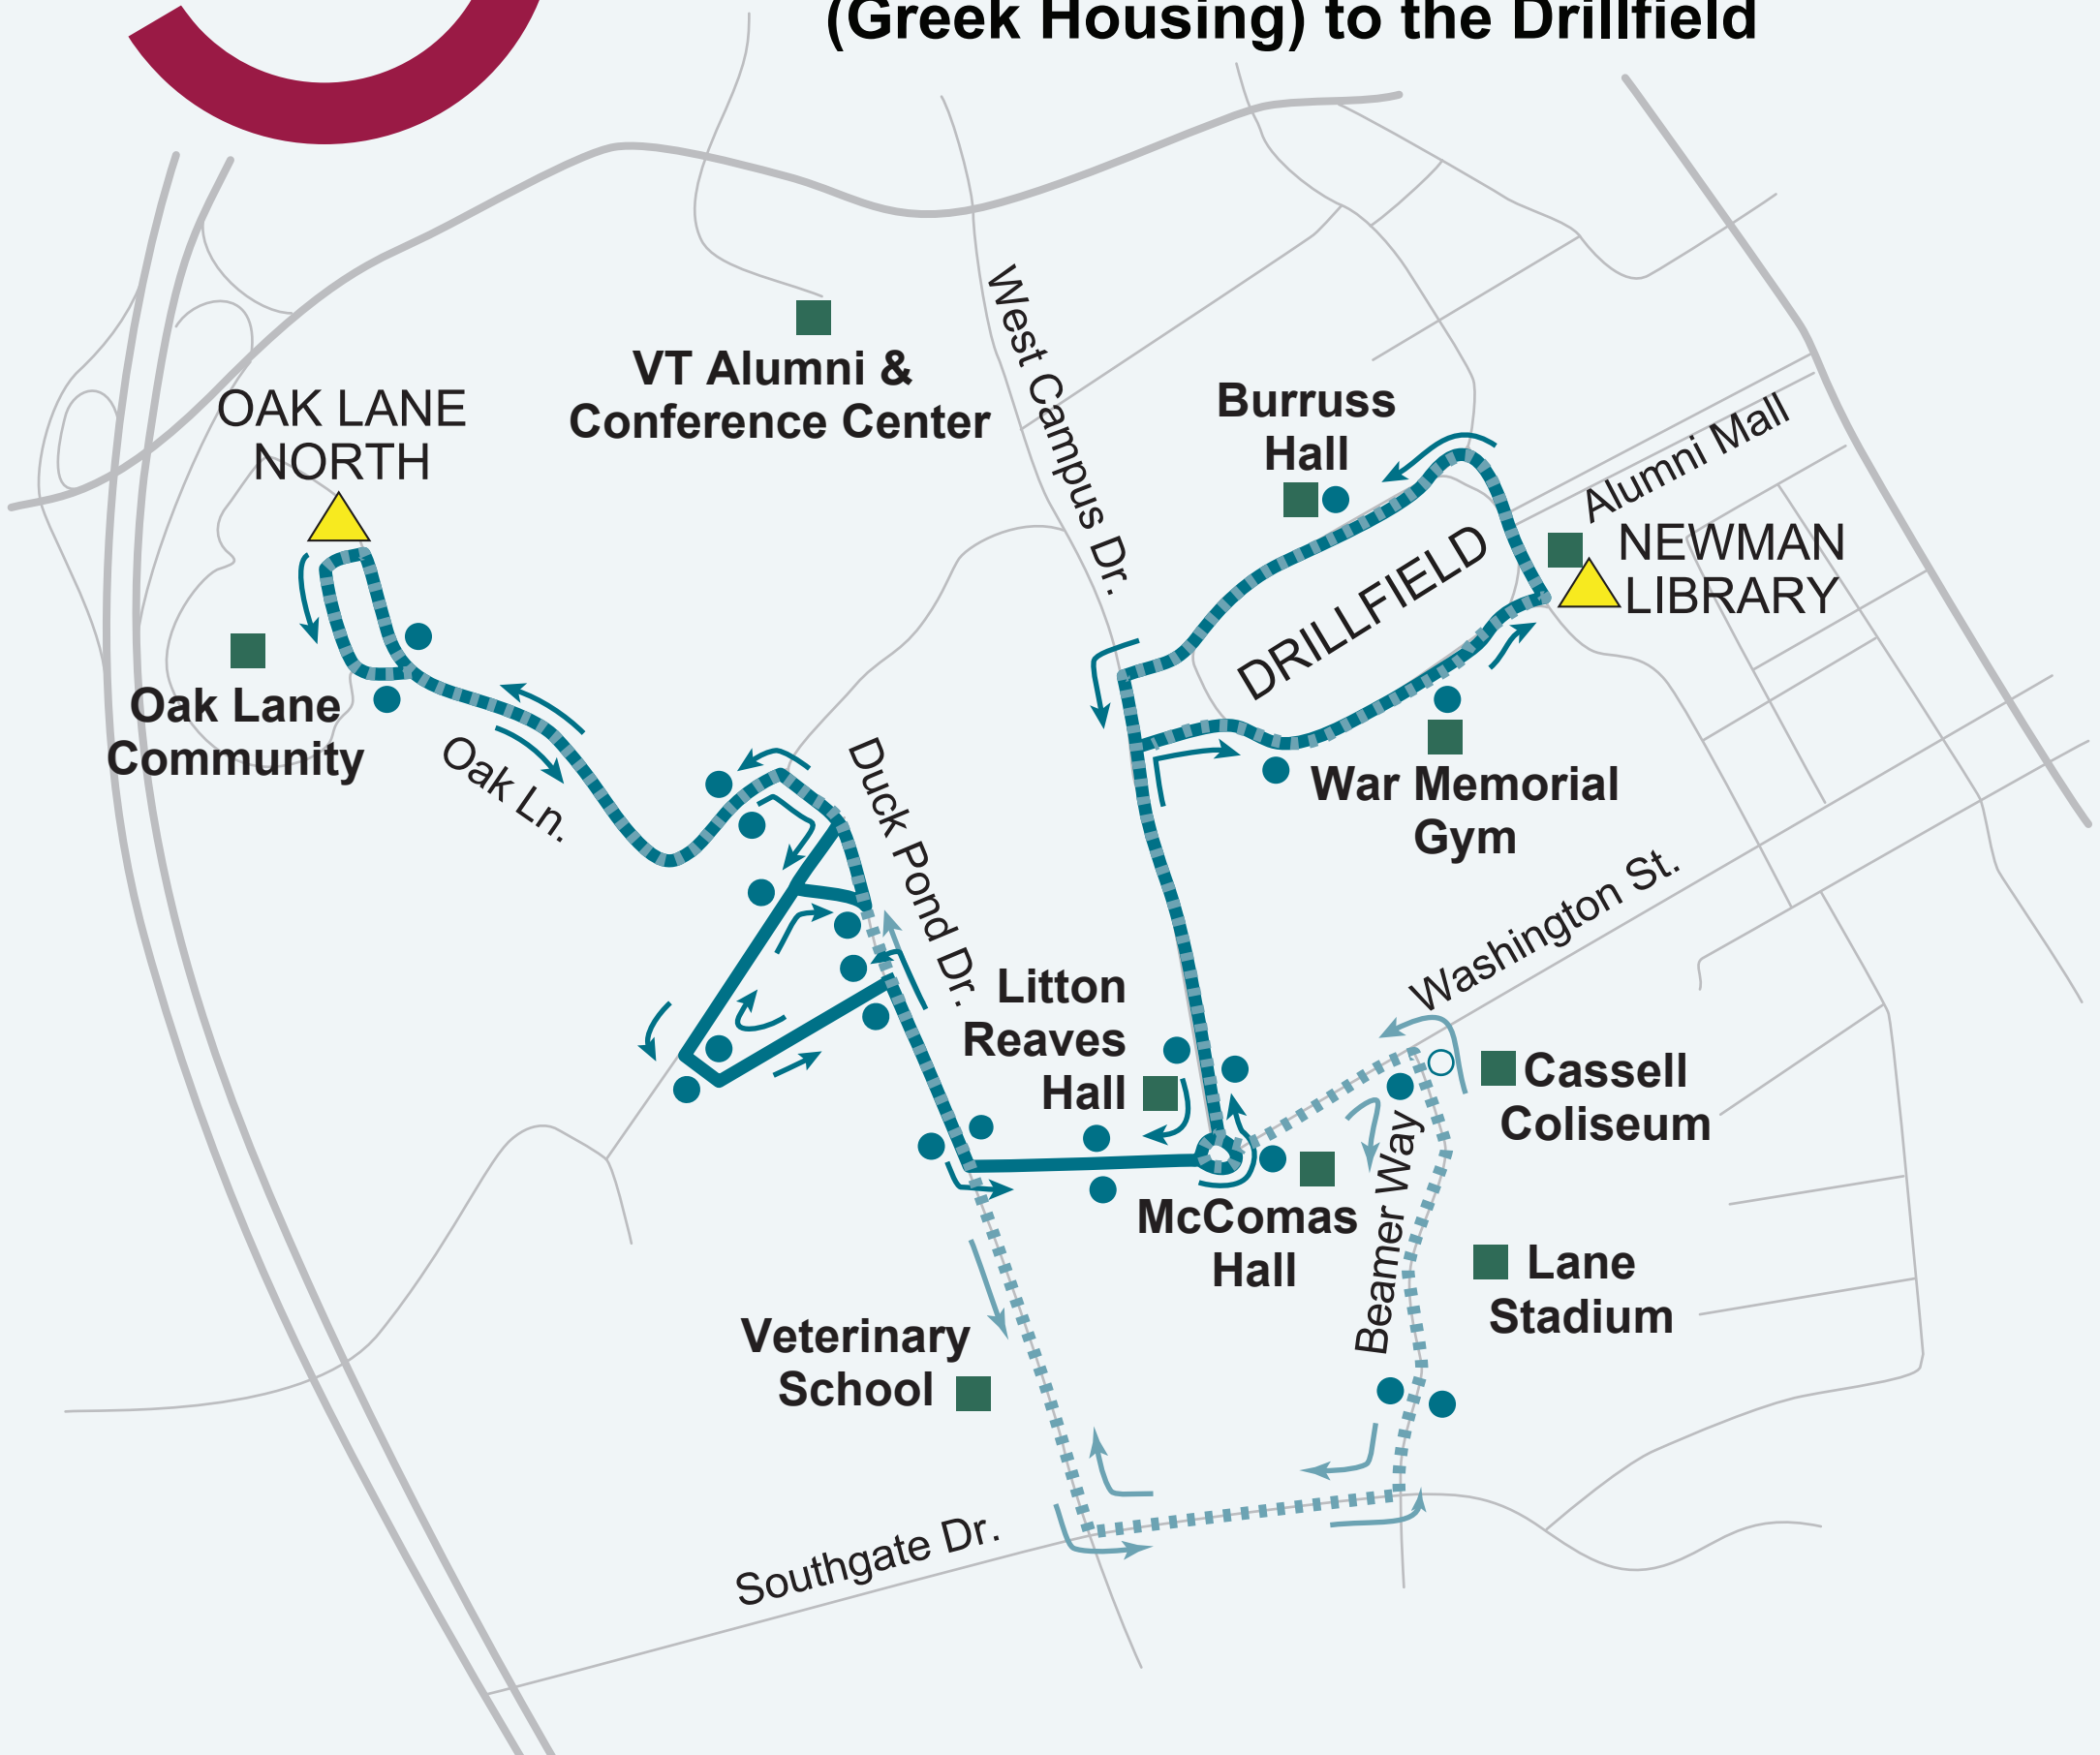 (Greek Housing) to the Drillfield
West Campus Dr.
VT Alumni &
Conference Center
OAK LANE
NORTH
Burruss
Hall
Alumni Mall
NEWMAN
LIBRARY
DRILLFIELD
Oak Lane
Community
Oak Ln.
Duck Pond Dr.
War Memorial
Gym
Washington St.
Litton
Reaves
Hall
Cassell
Coliseum
McComas
Hall
Beamer Way
Lane
Stadium
Veterinary
School
Southgate Dr.